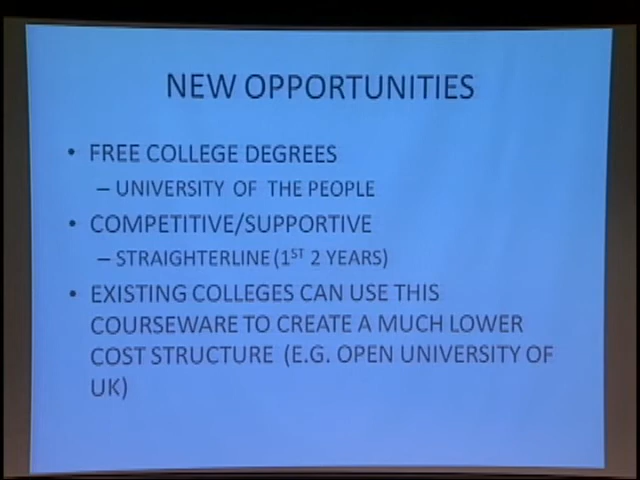 NEW OPPORTUNITIES
• FREE COLLEGE DEGREES
– UNIVERSITY OF THE PEOPLE
• COMPETITIVE/SUPPORTIVE
– STRAIGHTERLINE (1ST 2 YEARS)
• EXISTING COLLEGES CAN USE THIS
COURSEWARE TO CREATE A MUCH LOWER
COST STRUCTURE (E.G. OPEN UNIVERSITY OF
UK)